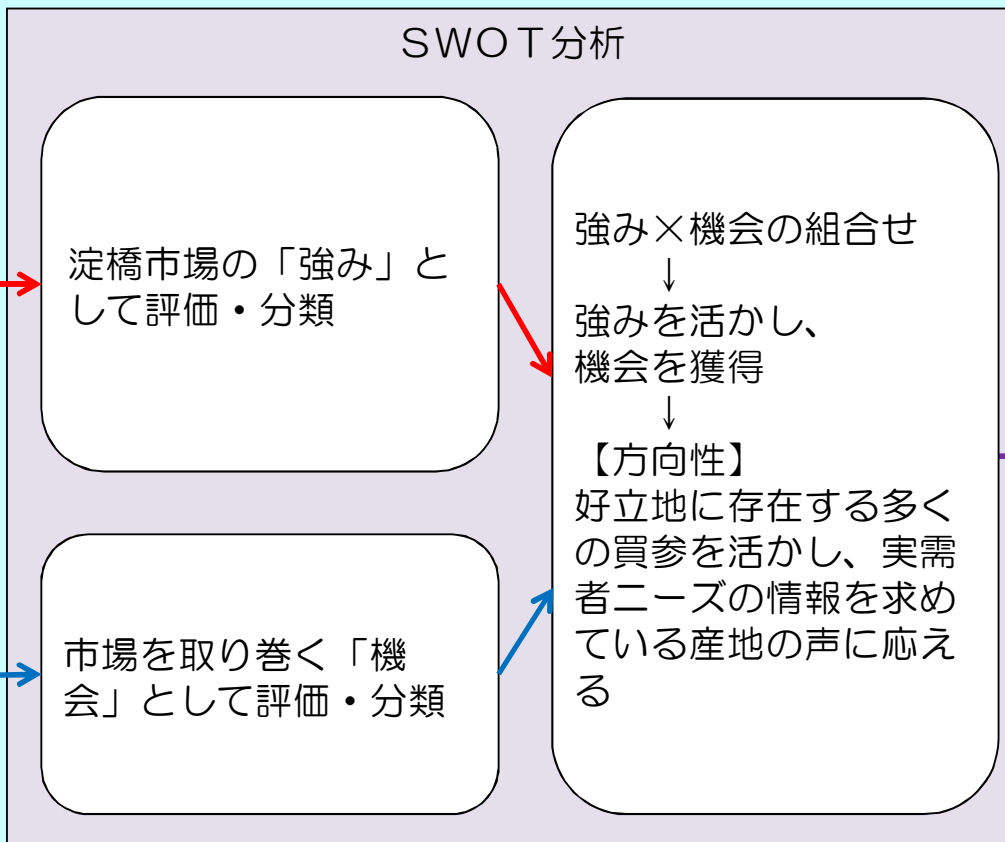 SWOT分析
淀橋市場の「強み」と
して評価・分類
市場を取り巻く「機
会」として評価・分類
強み×機会の組合せ
↓
強みを活かし、
機会を獲得
↓
【方向性】
好立地に存在する多く
の買参を活かし、実需
者ニーズの情報を求め
ている産地の声に応え
る